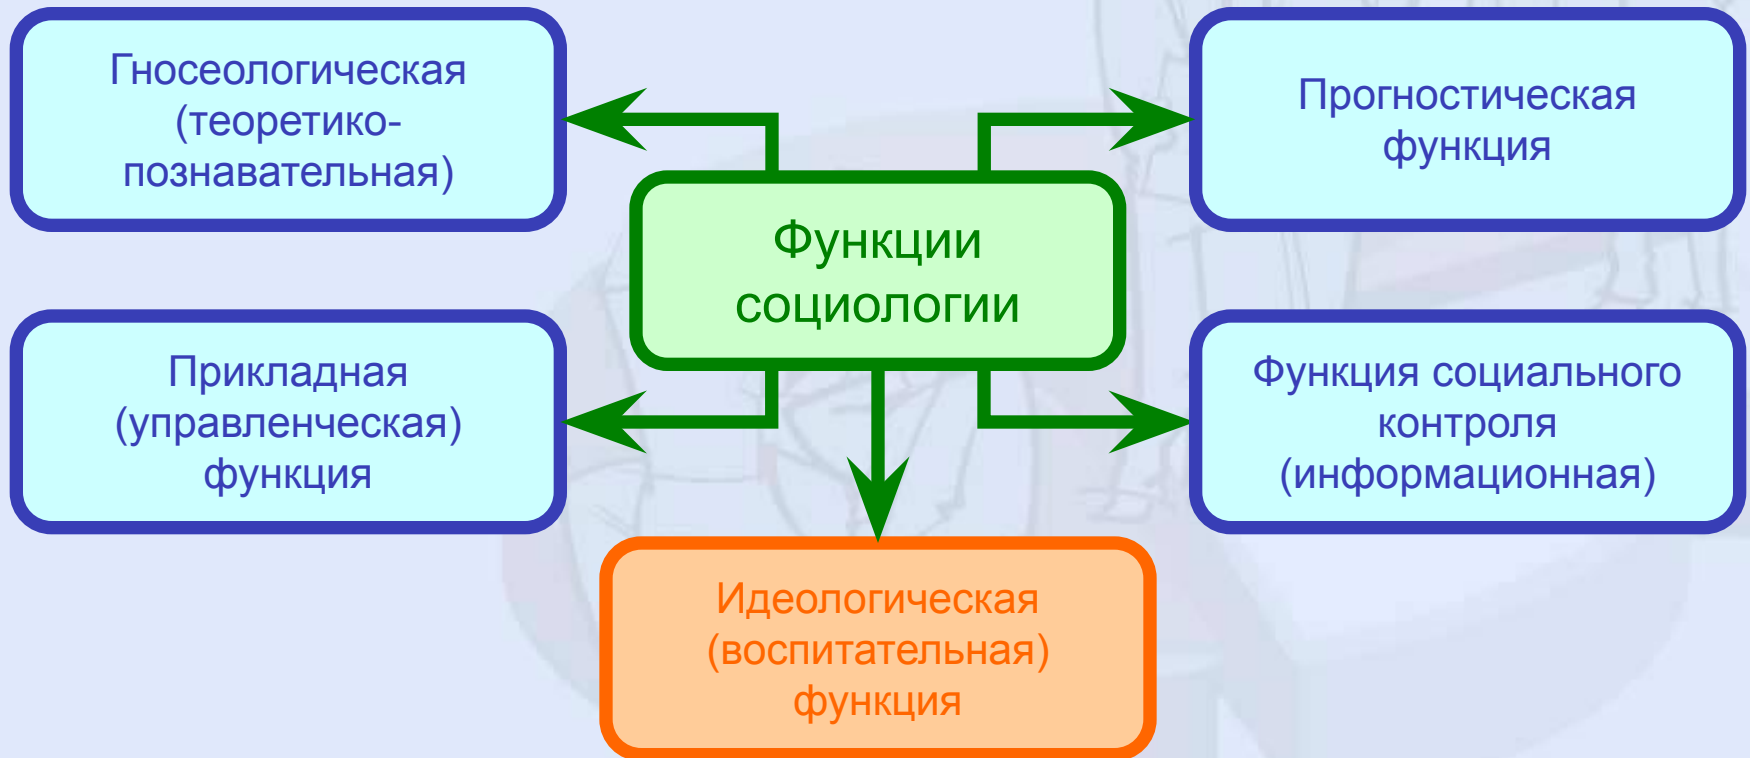 Гносеологическая
(теоретико-
познавательная)
Прогностическая
функция
Функции
социологии
Прикладная
(управленческая)
функция
Функция социального
контроля
(информационная)
Идеологическая
(воспитательная)
функция